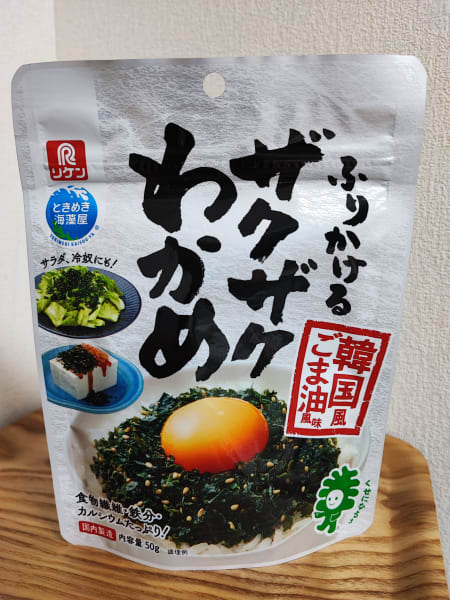 ふりかける
ザクザク
わかめ
韓国風
ごま油
風味
リケン
ときめき
海藻屋
TOKIMEKI KAISOU-YA
®
サラダ、冷奴にも!
食物繊維・鉄分・
カルシウムたっぷり!
国内製造
内容量50g
調理例